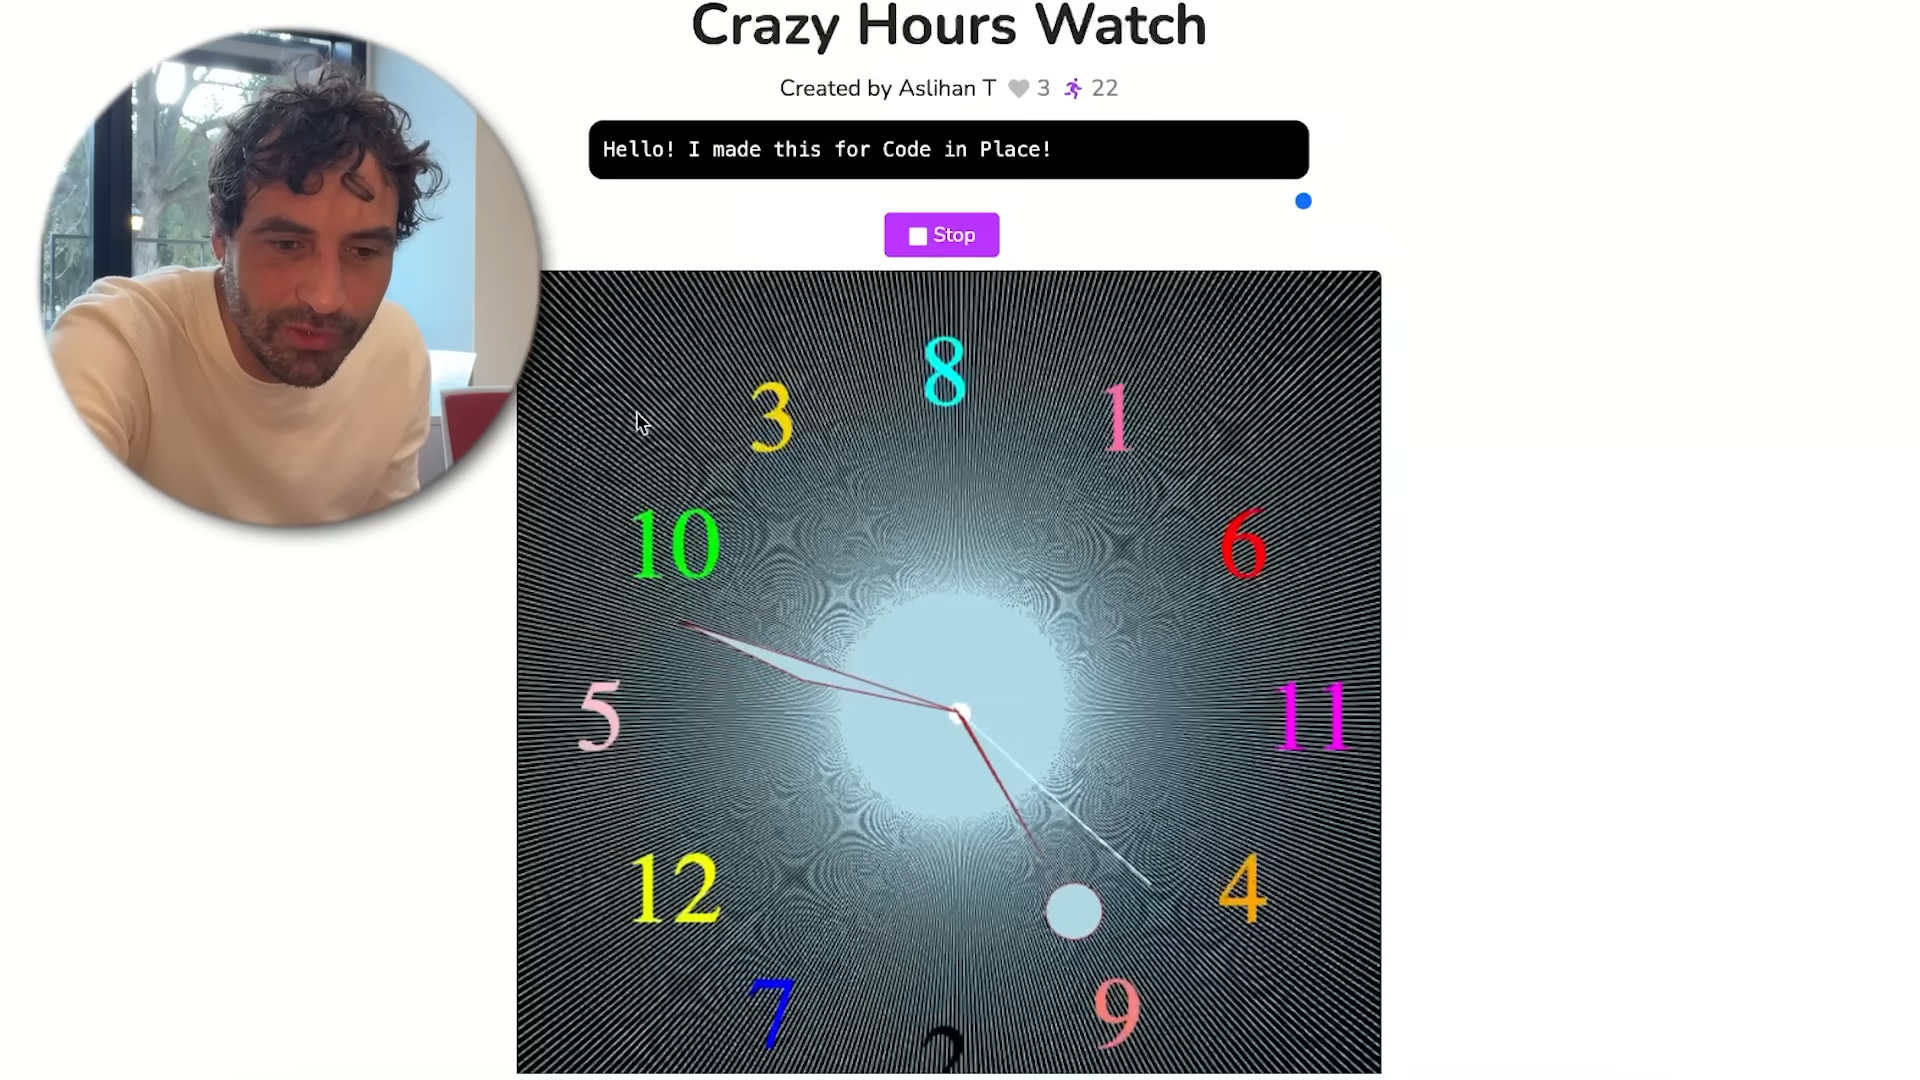 Crazy Hours Watch
Created by Aslihan T 3 22
Hello! I made this for Code in Place!
Stop
8
3 1
10 6
5 11
12 4
7 9
2